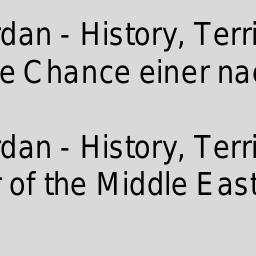 rdan - History, Terri
e Chance einer nac
rdan - History, Terri
r of the Middle East